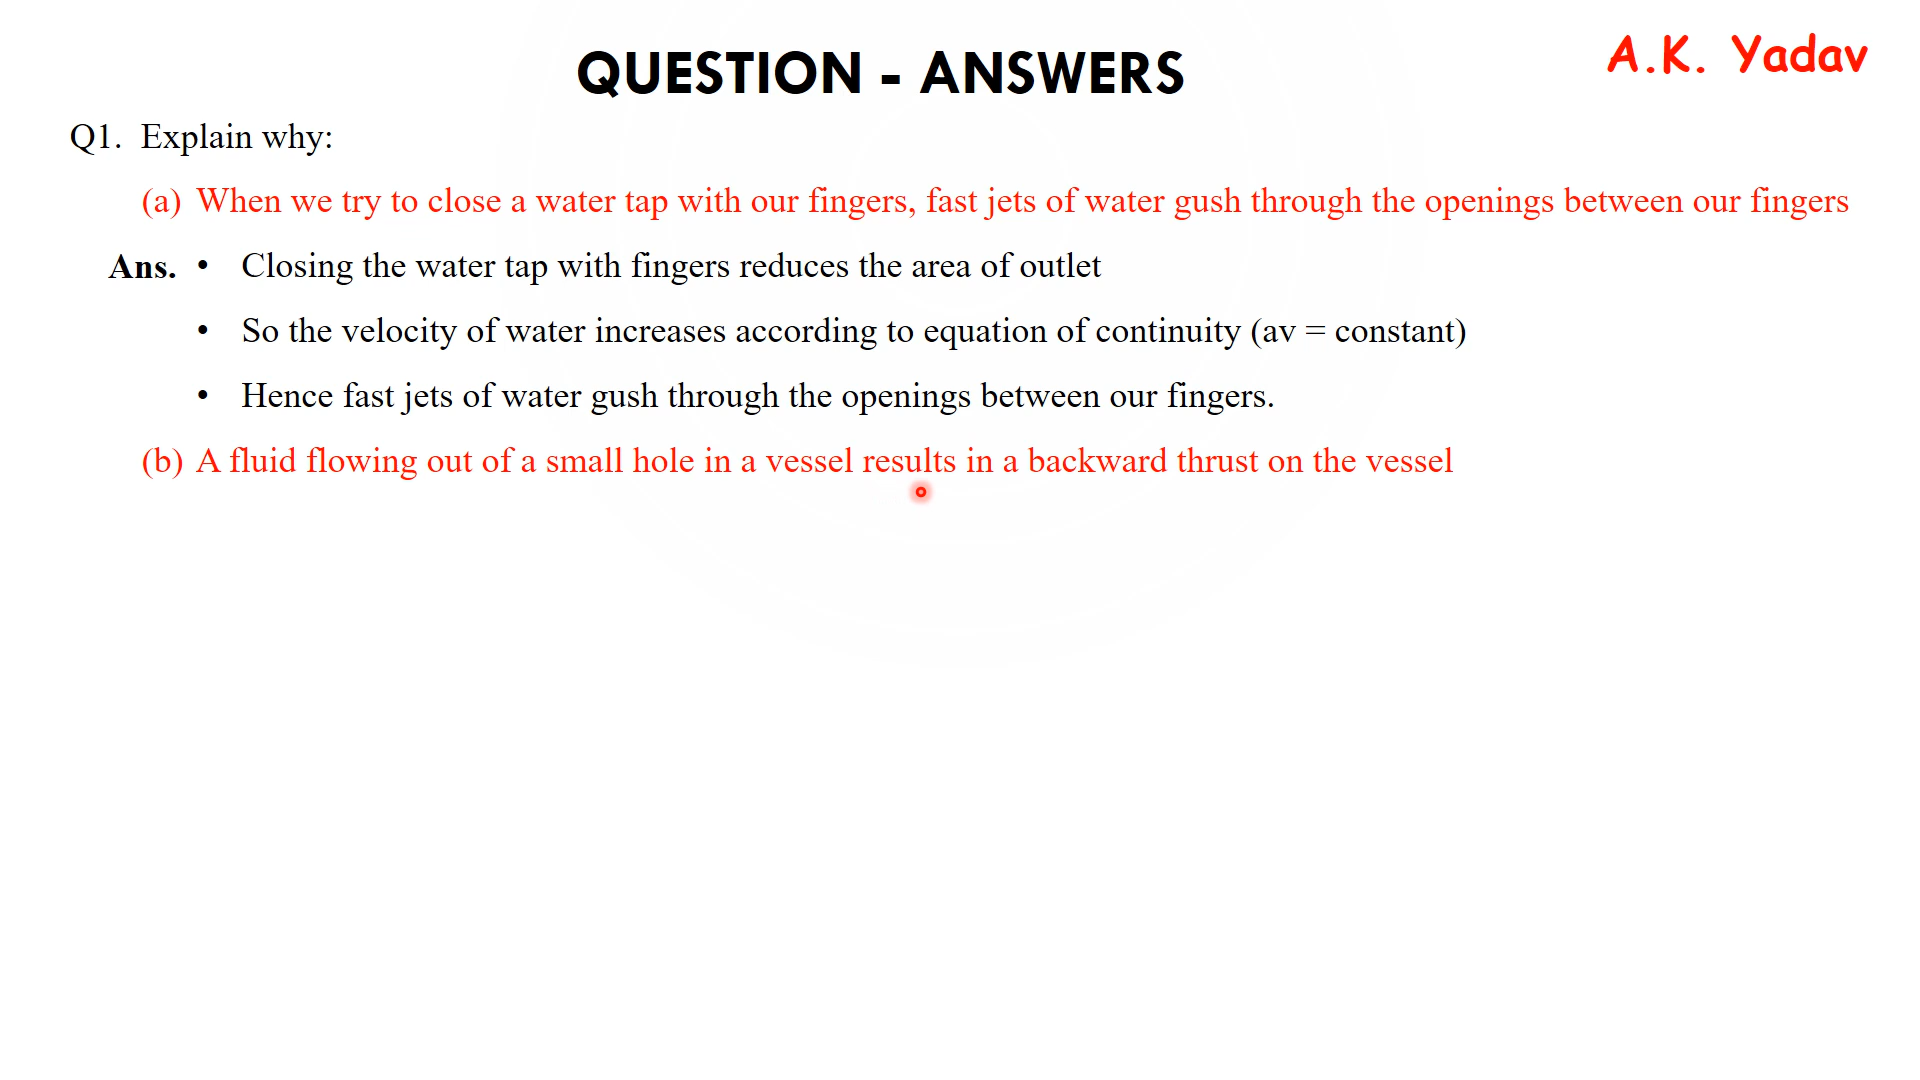 QUESTION - ANSWERS
A.K. Yadav
Q1. Explain why:
(a) When we try to close a water tap with our fingers, fast jets of water gush through the openings between our fingers
Ans. • Closing the water tap with fingers reduces the area of outlet
• So the velocity of water increases according to equation of continuity (av = constant)
• Hence fast jets of water gush through the openings between our fingers.
(b) A fluid flowing out of a small hole in a vessel results in a backward thrust on the vessel